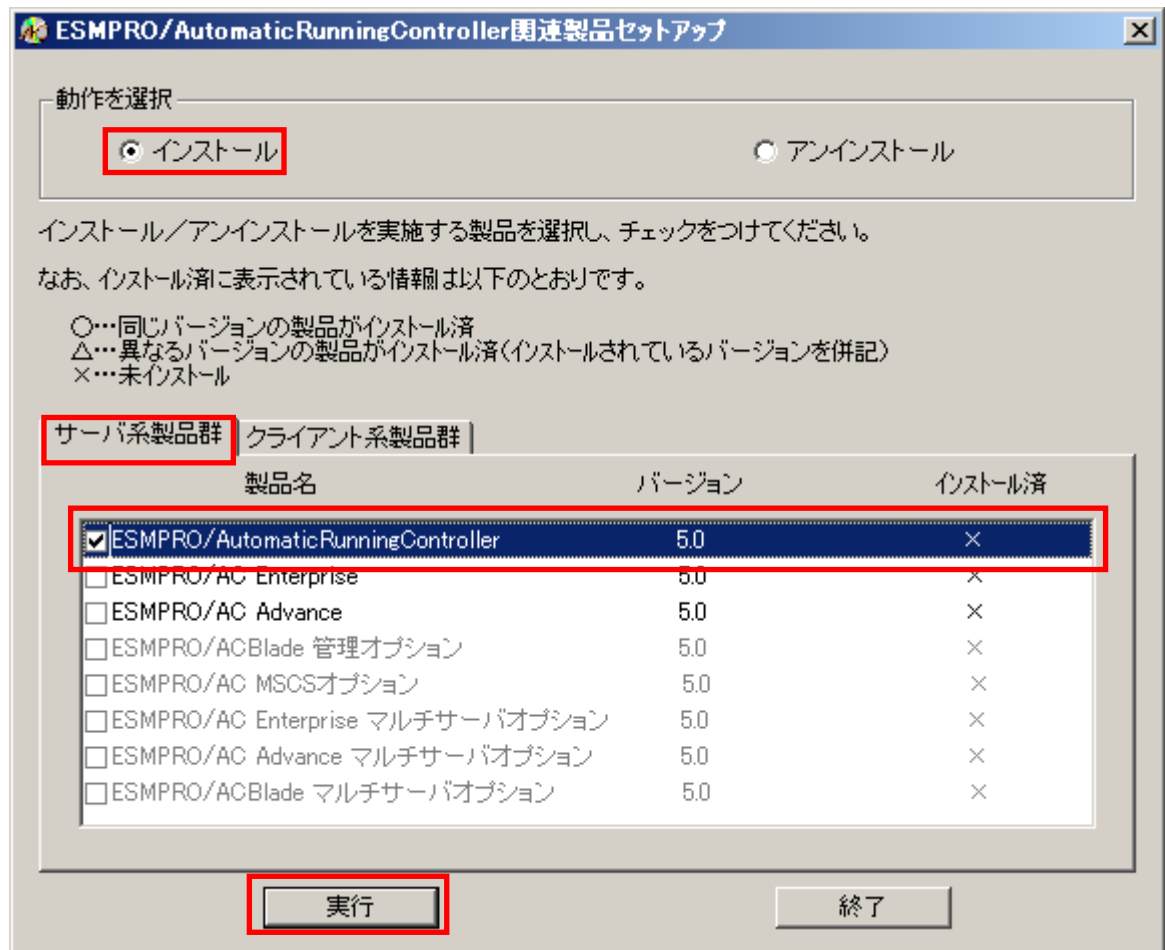 ESMPRO/AutomaticRunningController関連製品セットアップ
動作を選択
インストール アンインストール
インストール／アンインストールを実施する製品を選択し、チェックをつけてください。
なお、インストール済に表示されている情報は以下のとおりです。
○…同じバージョンの製品がインストール済
△…異なるバージョンの製品がインストール済(インストールされているバージョンを併記)
×…未インストール
サーバ系製品群 クライアント系製品群
製品名 バージョン インストール済
ESMPRO/AutomaticRunningController 5.0 ×
ESMPRO/AC Enterprise 5.0 ×
ESMPRO/AC Advance 5.0 ×
ESMPRO/ACBlade 管理オプション 5.0 ×
ESMPRO/AC MSCSオプション 5.0 ×
ESMPRO/AC Enterprise マルチサーバオプション 5.0 ×
ESMPRO/AC Advance マルチサーバオプション 5.0 ×
ESMPRO/ACBlade マルチサーバオプション 5.0 ×
実行 終了